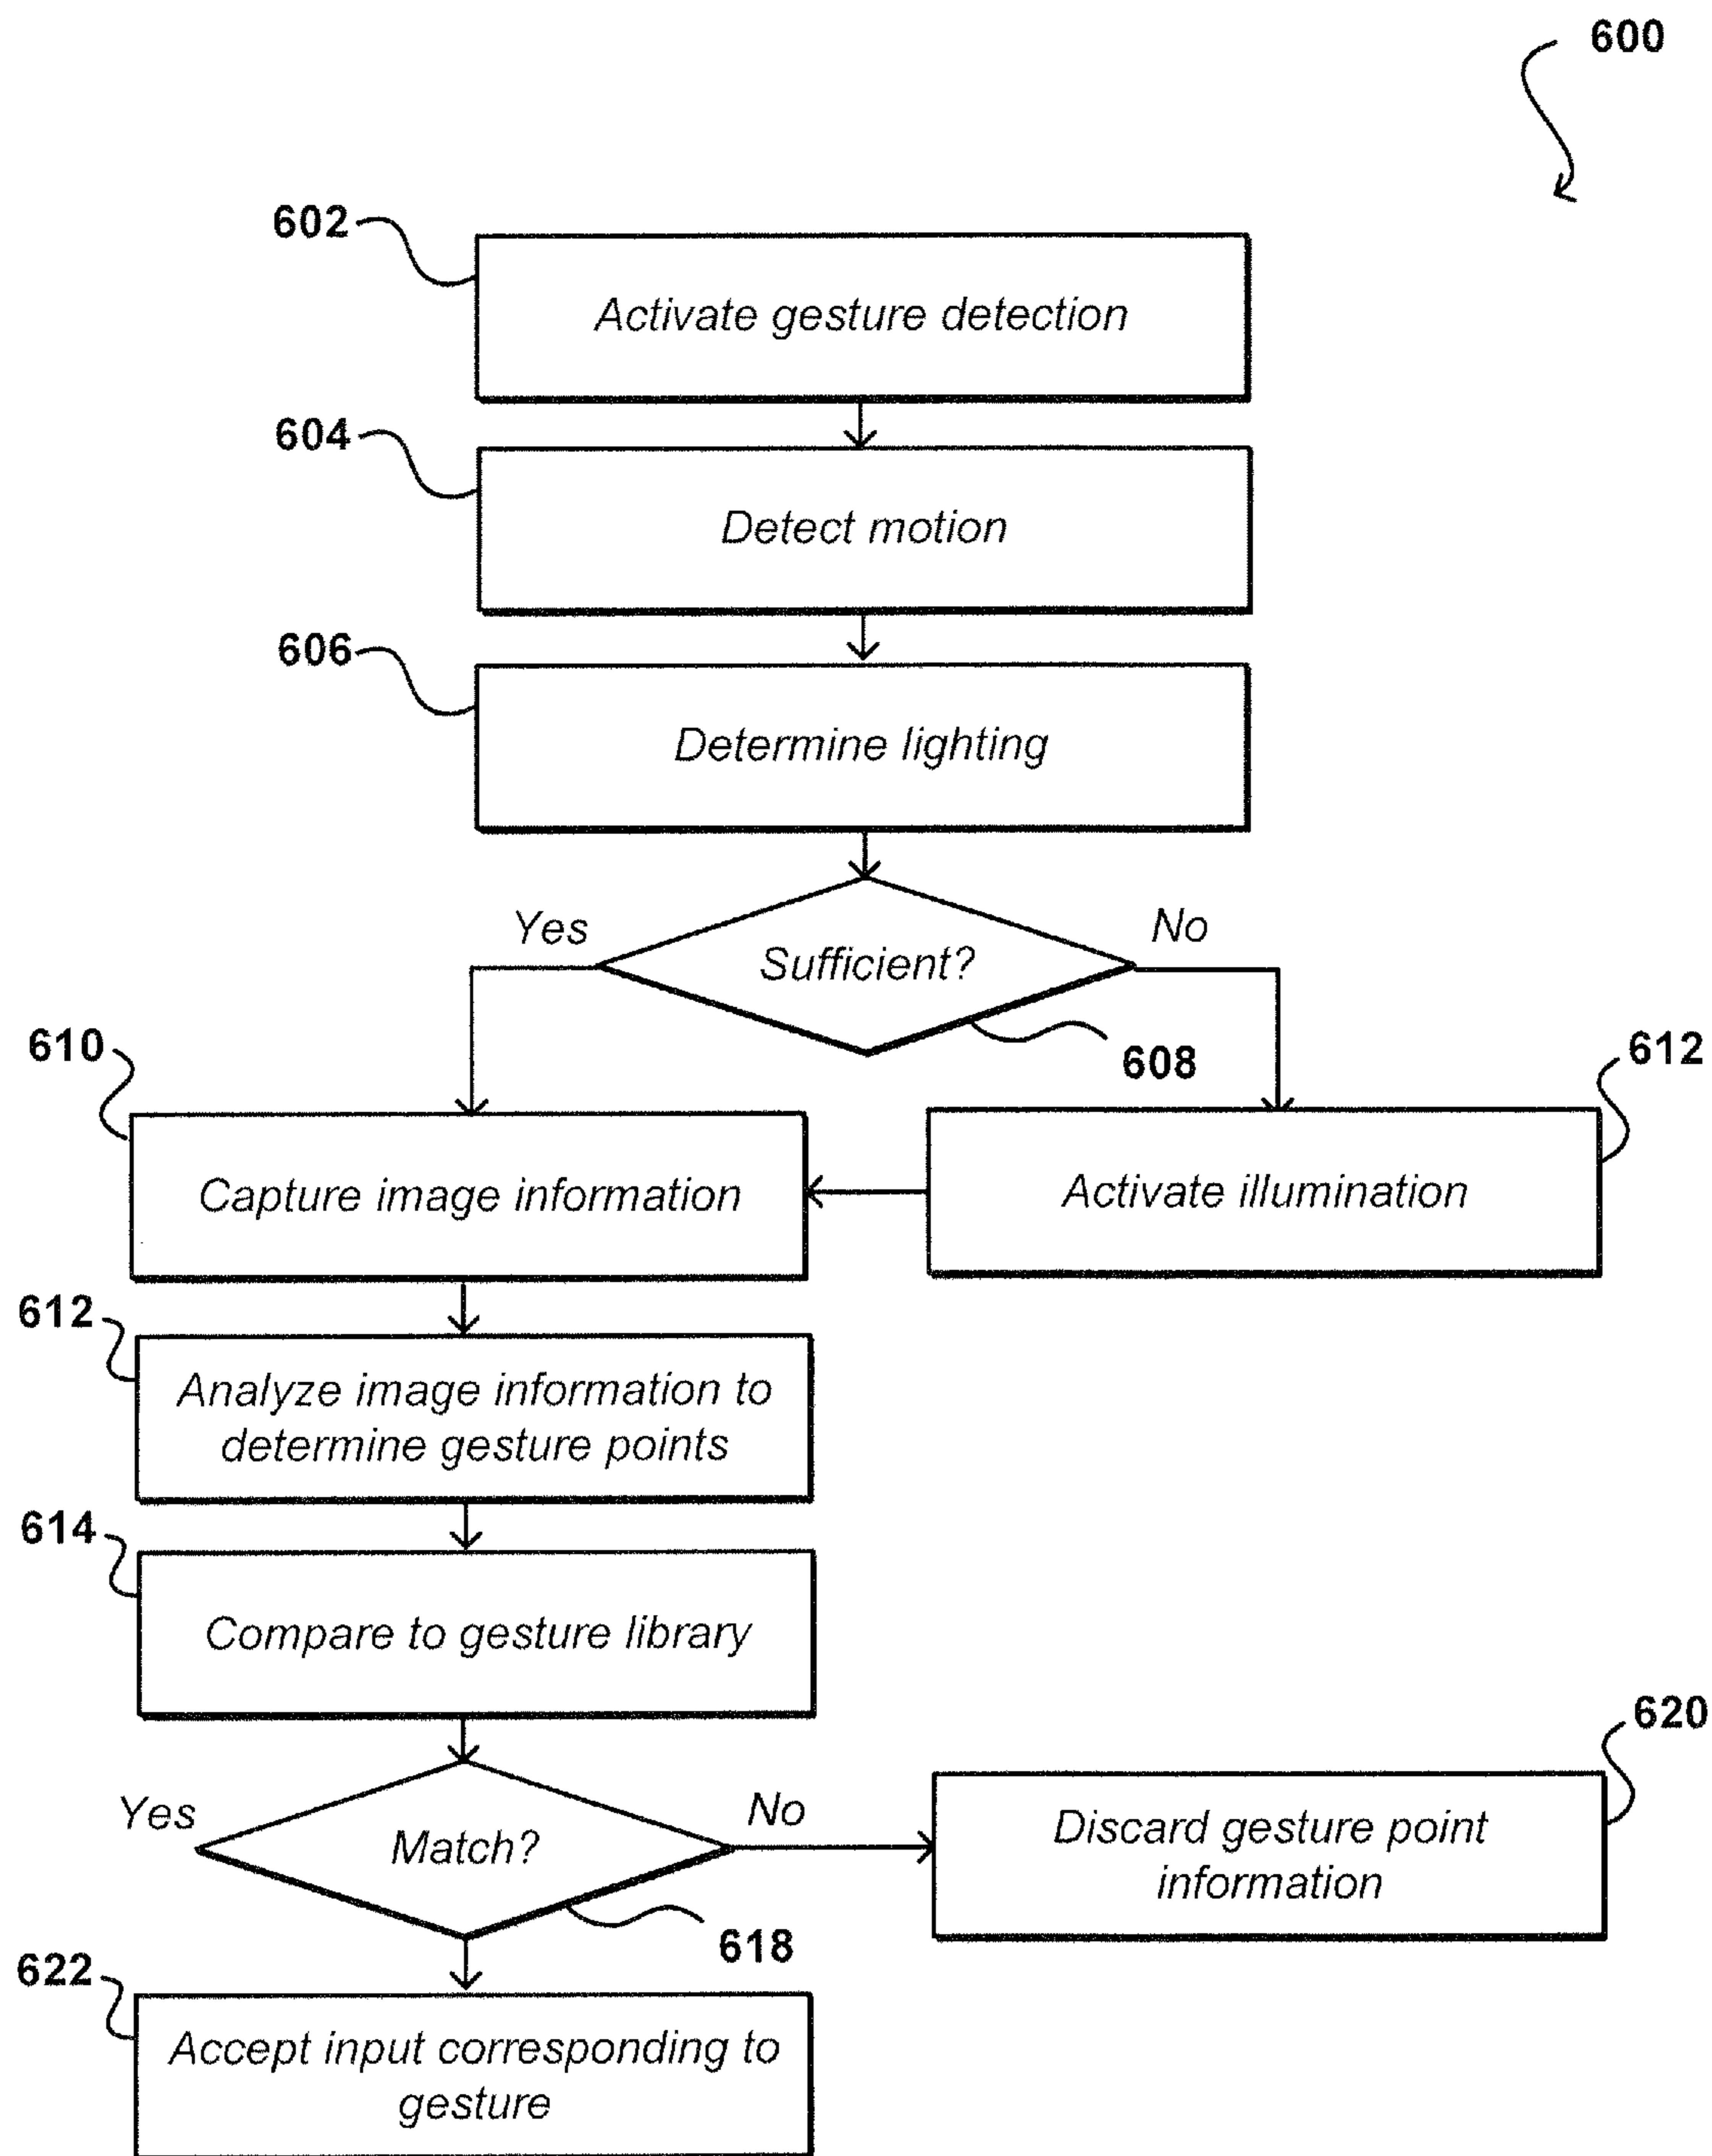 600
602
Activate gesture detection
604
Detect motion
606
Determine lighting
Yes
Sufficient?
No
608
610
Capture image information
612
Activate illumination
612
Analyze image information to
determine gesture points
614
Compare to gesture library
Yes
Match?
No
618
620
Discard gesture point
information
622
Accept input corresponding to
gesture